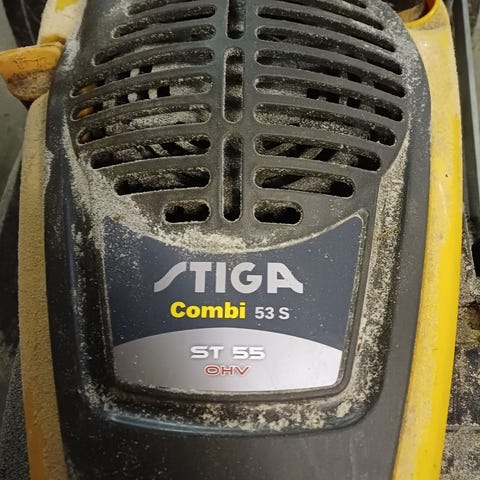 STIGA
Combi 53 S
ST 55
OHV